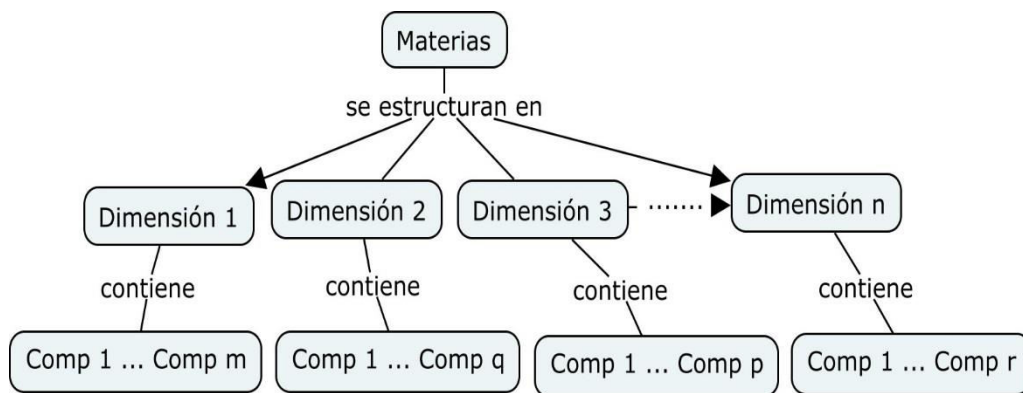 Materias
se estructuran en
Dimensión 1
Dimensión 2
Dimensión 3
.......
Dimensión n
contiene
contiene
contiene
contiene
Comp 1 ... Comp m
Comp 1 ... Comp q
Comp 1 ... Comp p
Comp 1 ... Comp r